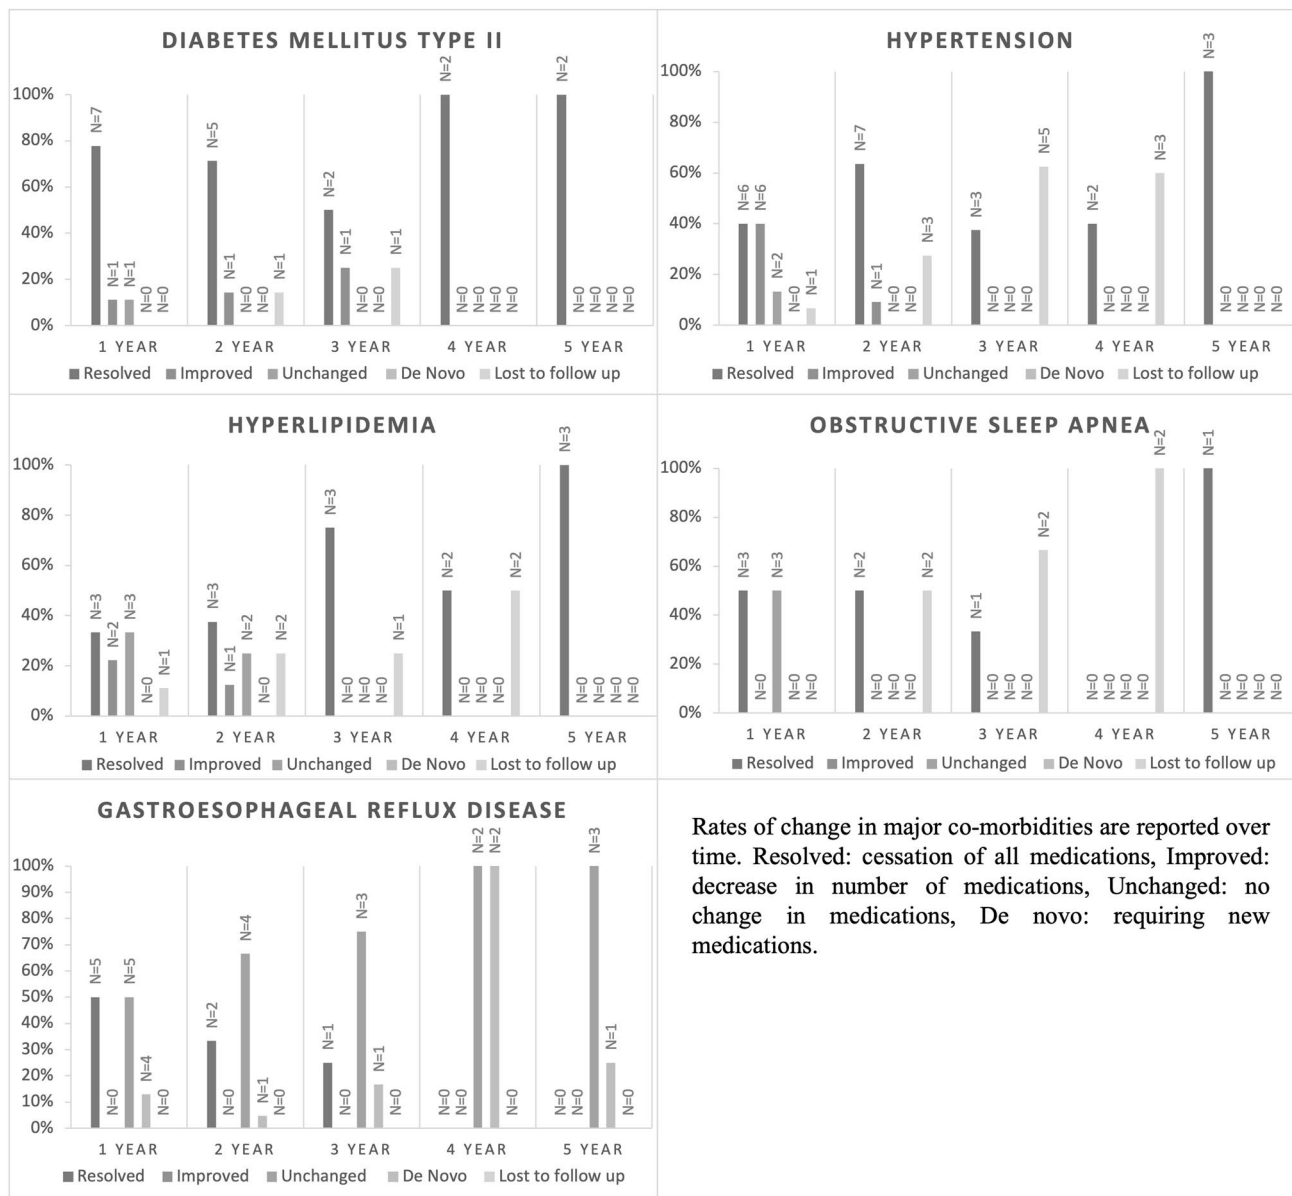 DIABETES MELLITUS TYPE II
N=7 N=1 N=1 N=0 N=0 N=5 N=1 N=0 N=0 N=1 N=2 N=1 N=0 N=0 N=1 N=2 N=0 N=0 N=0 N=0 N=2 N=0 N=0 N=0 N=0
100%
80%
60%
40%
20%
0%
1 YEAR 2 YEAR 3 YEAR 4 YEAR 5 YEAR
Resolved Improved Unchanged De Novo Lost to follow up
HYPERTENSION
N=6 N=6 N=2 N=0 N=1 N=7 N=1 N=0 N=0 N=3 N=3 N=0 N=0 N=0 N=5 N=2 N=0 N=0 N=0 N=3 N=3 N=0 N=0 N=0 N=0
100%
80%
60%
40%
20%
0%
1 YEAR 2 YEAR 3 YEAR 4 YEAR 5 YEAR
Resolved Improved Unchanged De Novo Lost to follow up
HYPERLIPIDEMIA
N=3 N=2 N=3 N=0 N=1 N=3 N=1 N=2 N=0 N=2 N=3 N=0 N=0 N=0 N=1 N=2 N=0 N=0 N=0 N=2 N=3 N=0 N=0 N=0 N=0
100%
80%
60%
40%
20%
0%
1 YEAR 2 YEAR 3 YEAR 4 YEAR 5 YEAR
Resolved Improved Unchanged De Novo Lost to follow up
OBSTRUCTIVE SLEEP APNEA
N=3 N=0 N=3 N=0 N=0 N=2 N=0 N=0 N=0 N=2 N=1 N=0 N=0 N=0 N=2 N=0 N=0 N=0 N=0 N=2 N=1 N=0 N=0 N=0 N=0
100%
80%
60%
40%
20%
0%
1 YEAR 2 YEAR 3 YEAR 4 YEAR 5 YEAR
Resolved Improved Unchanged De Novo Lost to follow up
GASTROESOPHAGEAL REFLUX DISEASE
N=5 N=0 N=5 N=4 N=0 N=2 N=0 N=4 N=1 N=0 N=1 N=0 N=3 N=1 N=0 N=0 N=0 N=2 N=2 N=0 N=0 N=0 N=3 N=1 N=0
100%
90%
80%
70%
60%
50%
40%
30%
20%
10%
0%
1 YEAR 2 YEAR 3 YEAR 4 YEAR 5 YEAR
Resolved Improved Unchanged De Novo Lost to follow up
Rates of change in major co-morbidities are reported over
time. Resolved: cessation of all medications, Improved:
decrease in number of medications, Unchanged: no
change in medications, De novo: requiring new
medications.